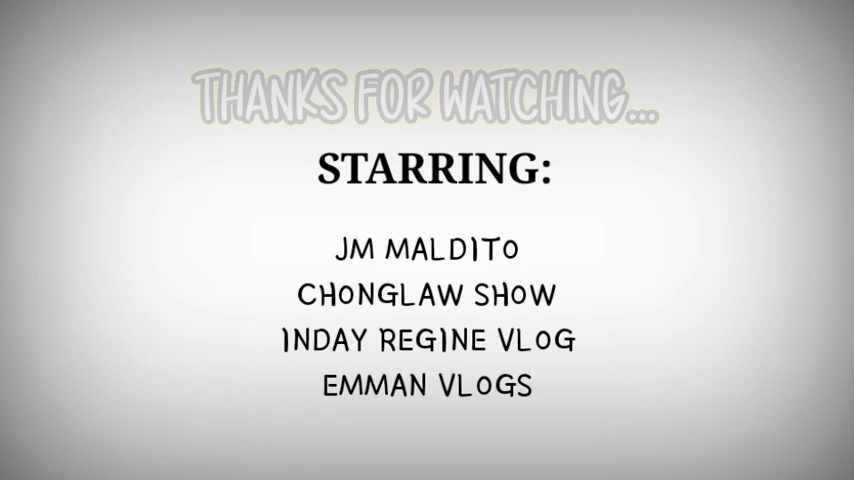 THANKS FOR WATCHING...
STARRING:
JM MALDITO
CHONGLAW SHOW
INDAY REGINE VLOG
EMMAN VLOGS